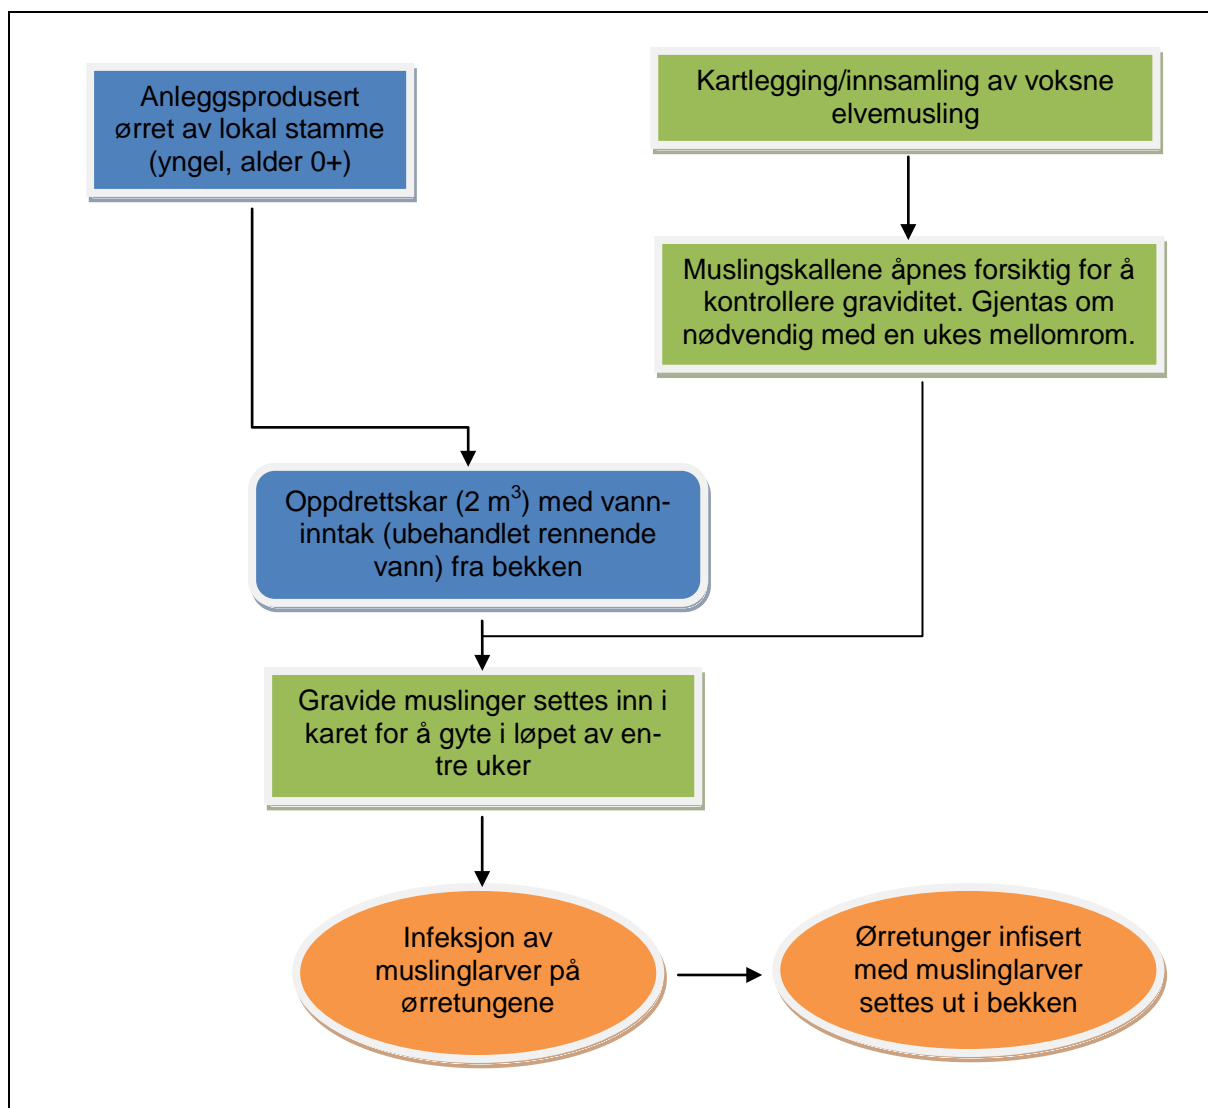 Anleggsprodusert
ørret av lokal stamme
(yngel, alder 0+)
Kartlegging/innsamling av voksne
elvemusling
Muslingskallene åpnes forsiktig for å
kontrollere graviditet. Gjentas om
nødvendig med en ukes mellomrom.
Oppdrettskar (2 m³) med vann-
inntak (ubehandlet rennende
vann) fra bekken
Gravide muslinger settes inn i
karet for å gyte i løpet av en-
tre uker
Infeksjon av
muslinglarver på
ørretungene
Ørretunger infisert
med muslinglarver
settes ut i bekken